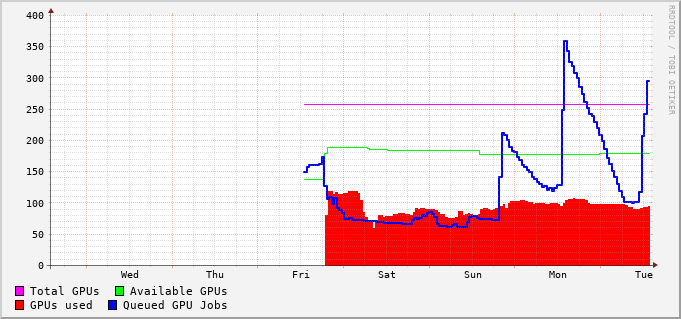 400
350
300
250
200
150
100
50
0
Wed Thu Fri Sat Sun Mon Tue
Total GPUs Available GPUs
GPUs used Queued GPU Jobs
RRDTOOL / TOBI OETIKER